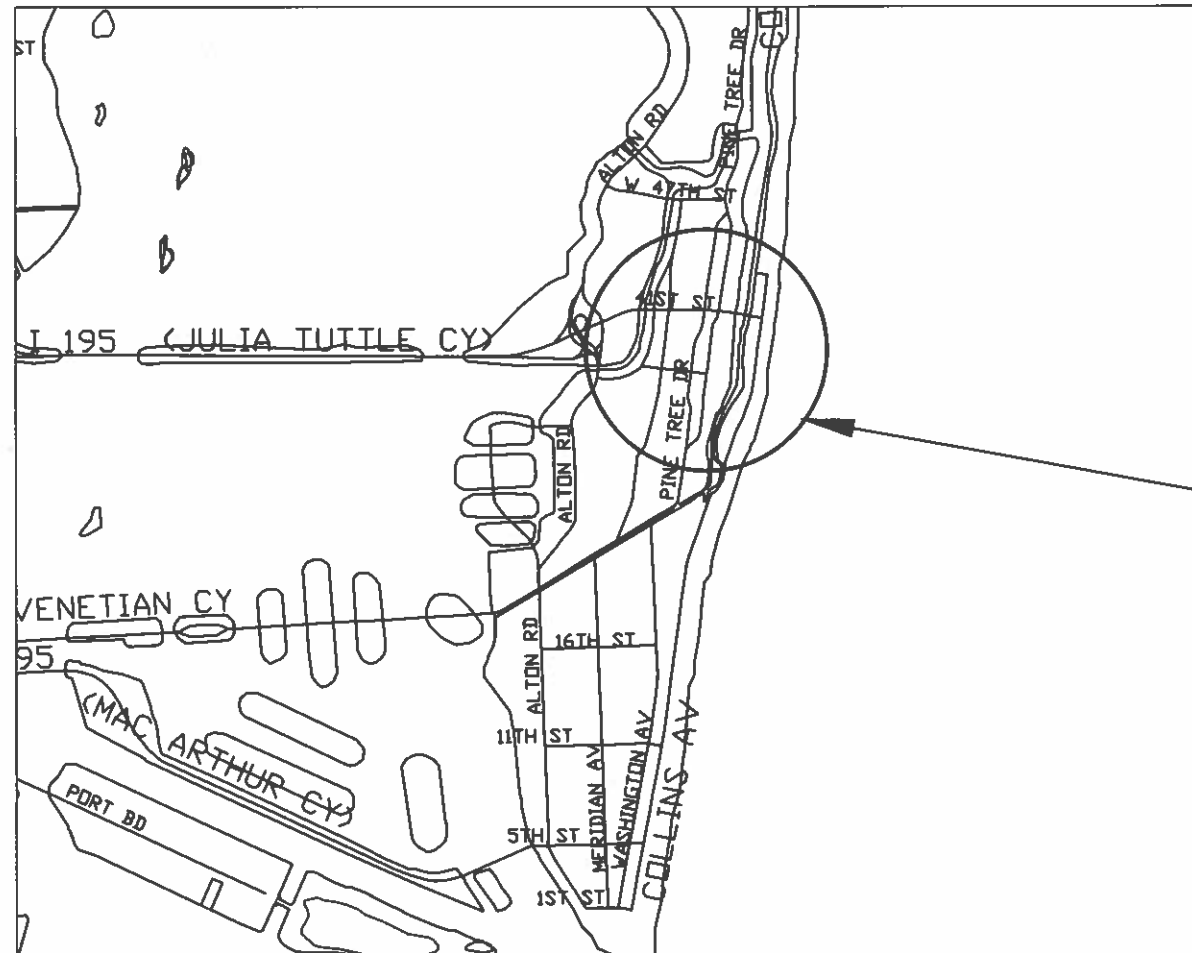 ST
CO
PINE TREE DR
ALTON RD
W 47TH ST
41ST ST
I 195
(JULIA TUTTLE CY)
PINE TREE DR
ALTON RD
VENETIAN CY
95
ALTON RD
16TH ST
(MAC ARTHUR CY)
11TH ST
MERIDIAN AV
WASHINGTON AV
COLLINS AV
PORT BD
5TH ST
1ST ST